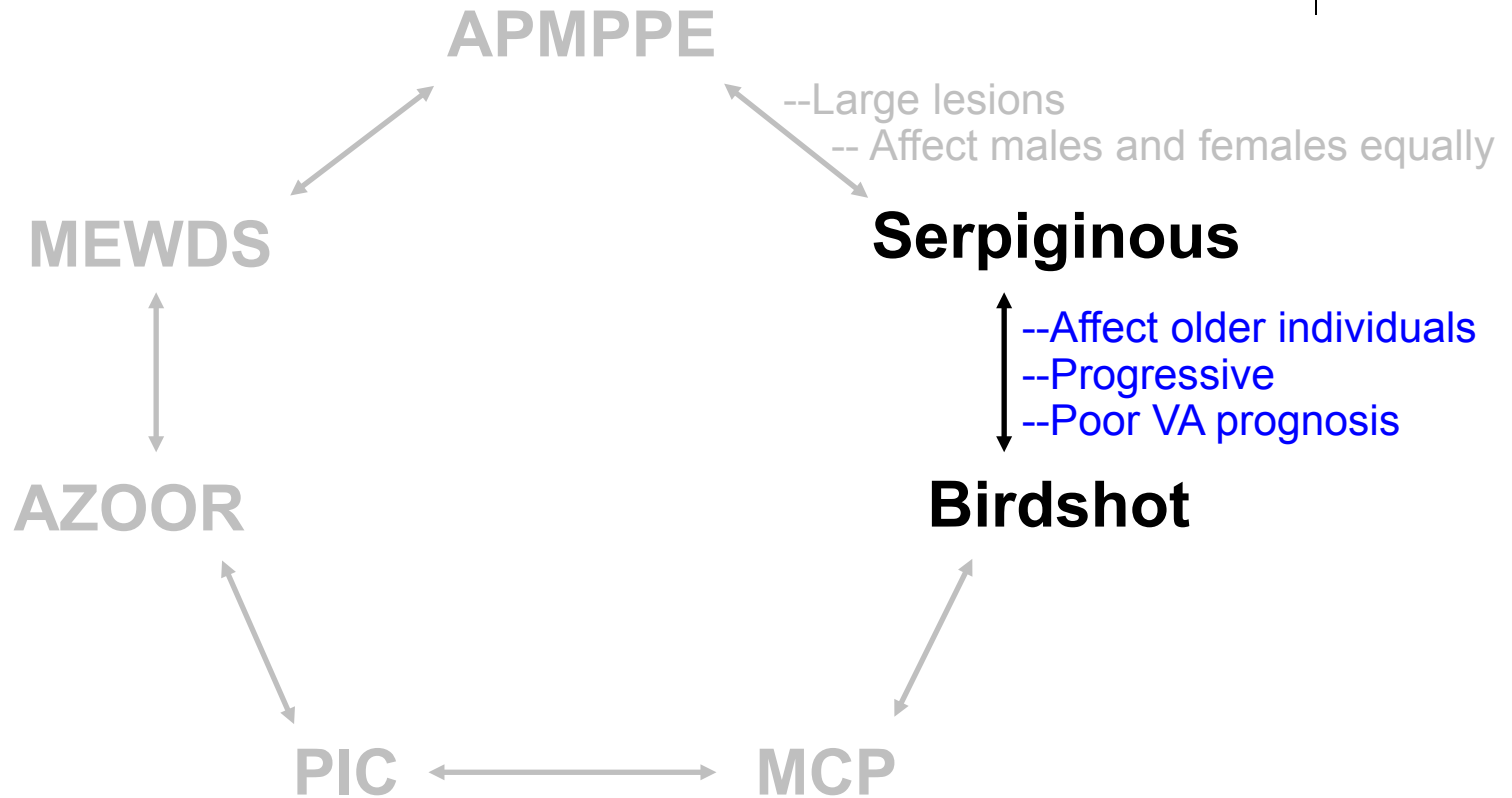 APMPPE
--Large lesions
-- Affect males and females equally
MEWDS
Serpiginous
--Affect older individuals
--Progressive
--Poor VA prognosis
AZOOR
Birdshot
PIC
MCP